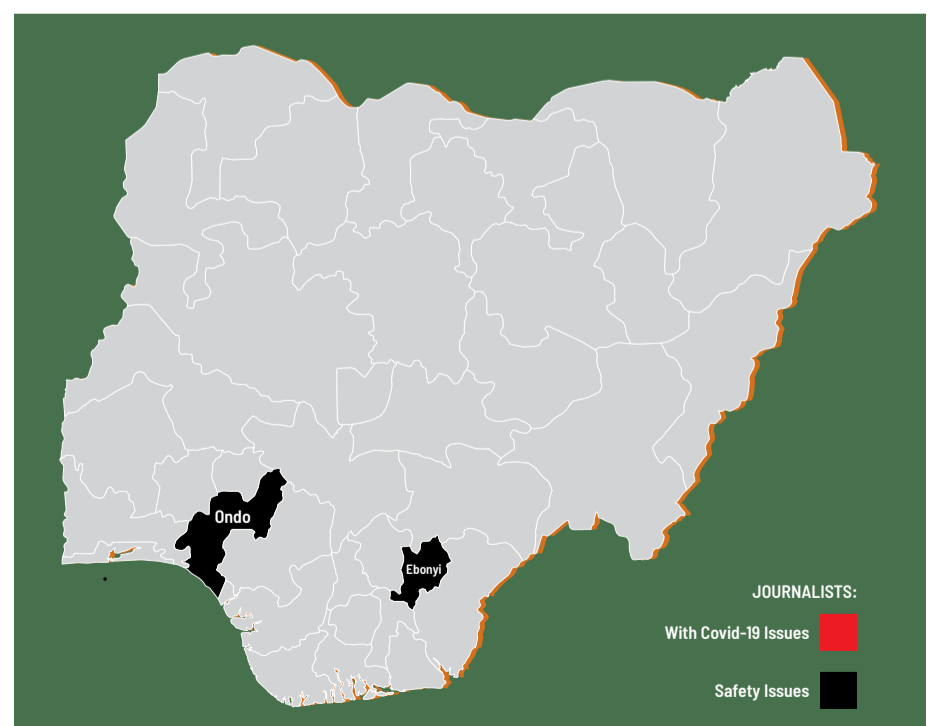 Ondo
Ebonyi
JOURNALISTS:
With Covid-19 Issues
Safety Issues